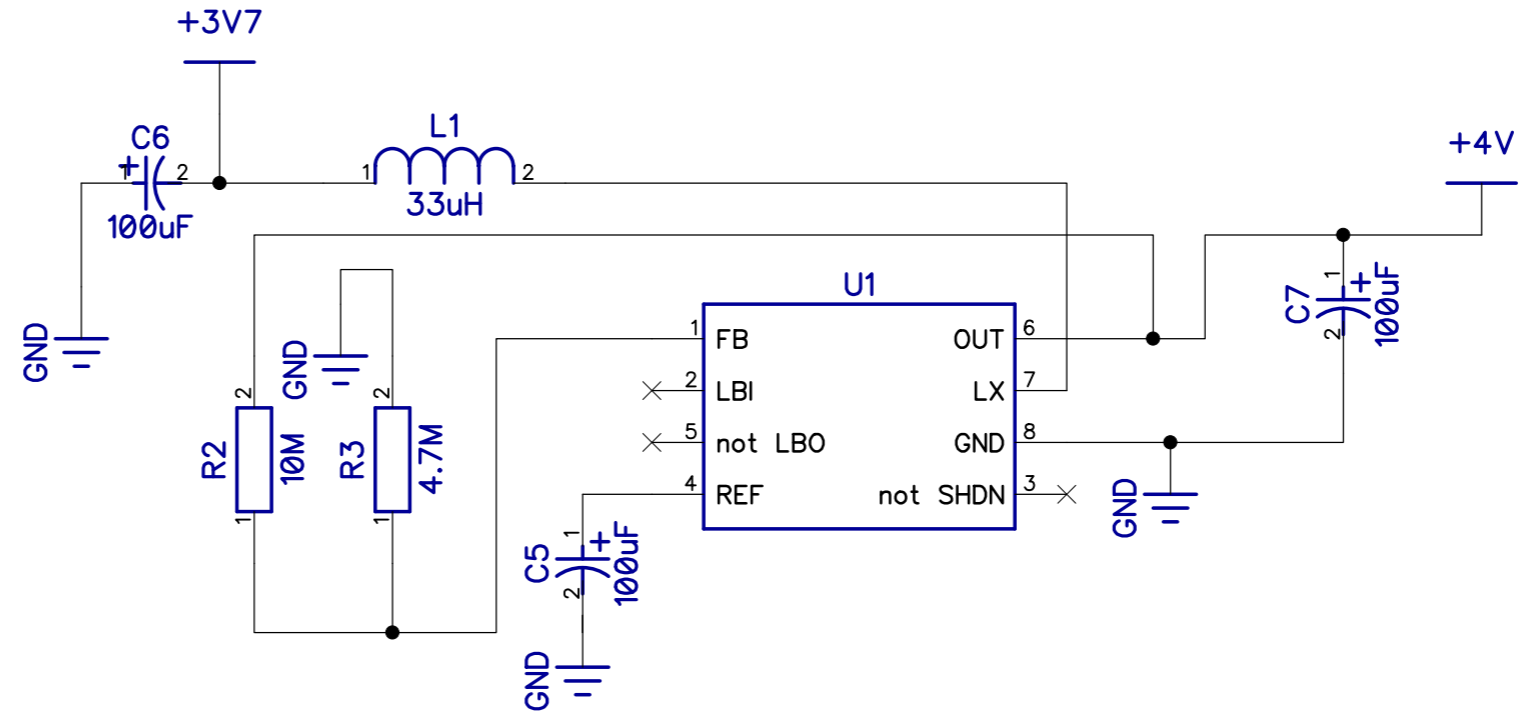 +3V7
C6
+
1
2
100uF
L1
1
2
33uH
+4V
GND
GND
R2
2
10M
1
R3
2
4.7M
1
U1
1
FB
2
LBI
5
not LBO
4
REF
OUT
6
LX
7
GND
8
not SHDN
3
C5
1
+
100uF
2
GND
GND
C7
1
+
100uF
2